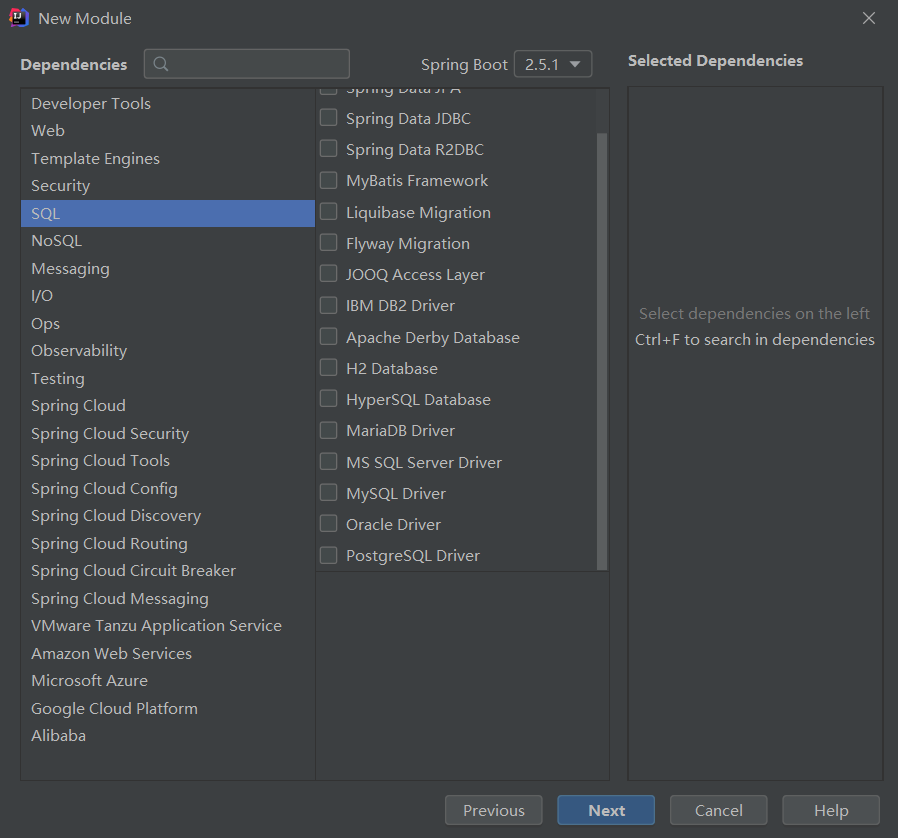 New Module
Dependencies
Spring Boot 2.5.1
Selected Dependencies
Developer Tools
Web
Template Engines
Security
SQL
NoSQL
Messaging
I/O
Ops
Observability
Testing
Spring Cloud
Spring Cloud Security
Spring Cloud Tools
Spring Cloud Config
Spring Cloud Discovery
Spring Cloud Routing
Spring Cloud Circuit Breaker
Spring Cloud Messaging
VMware Tanzu Application Service
Amazon Web Services
Microsoft Azure
Google Cloud Platform
Alibaba
Spring Data JPA
Spring Data JDBC
Spring Data R2DBC
MyBatis Framework
Liquibase Migration
Flyway Migration
JOOQ Access Layer
IBM DB2 Driver
Apache Derby Database
H2 Database
HyperSQL Database
MariaDB Driver
MS SQL Server Driver
MySQL Driver
Oracle Driver
PostgreSQL Driver
Select dependencies on the left
Ctrl+F to search in dependencies
Previous
Next
Cancel
Help